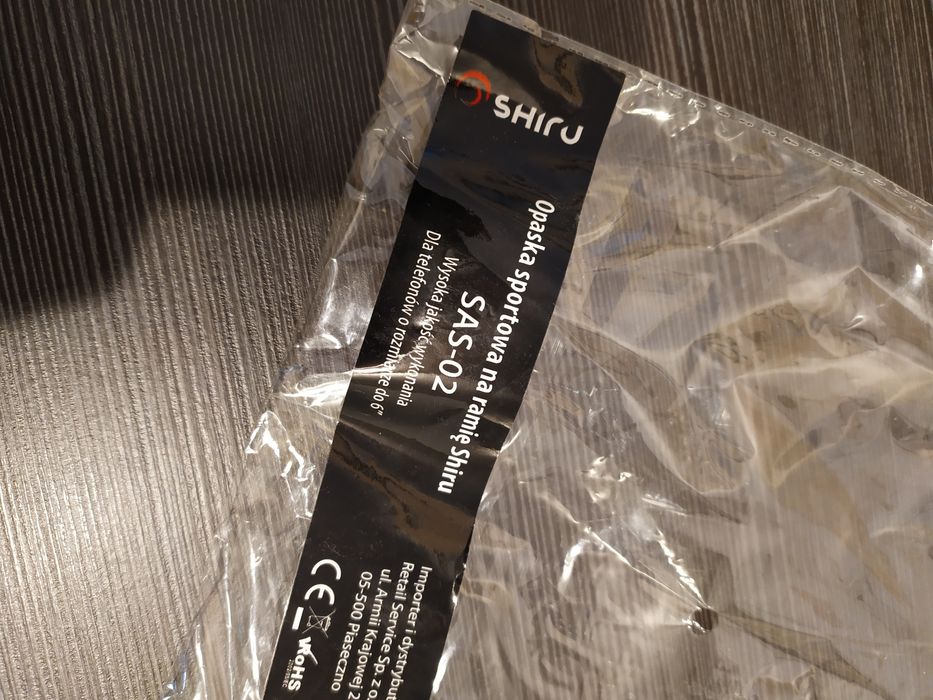 SHIRU
Opaska sportowa na ramię Shiru
SAS-02
Wysoka jakość wykonania
Dla telefonów o rozmiarze do 6"
Importer i dystrybut
Retail Service Sp. z o.
ul. Armii Krajowej 2
05-500 Piaseczno
CE
RoHS